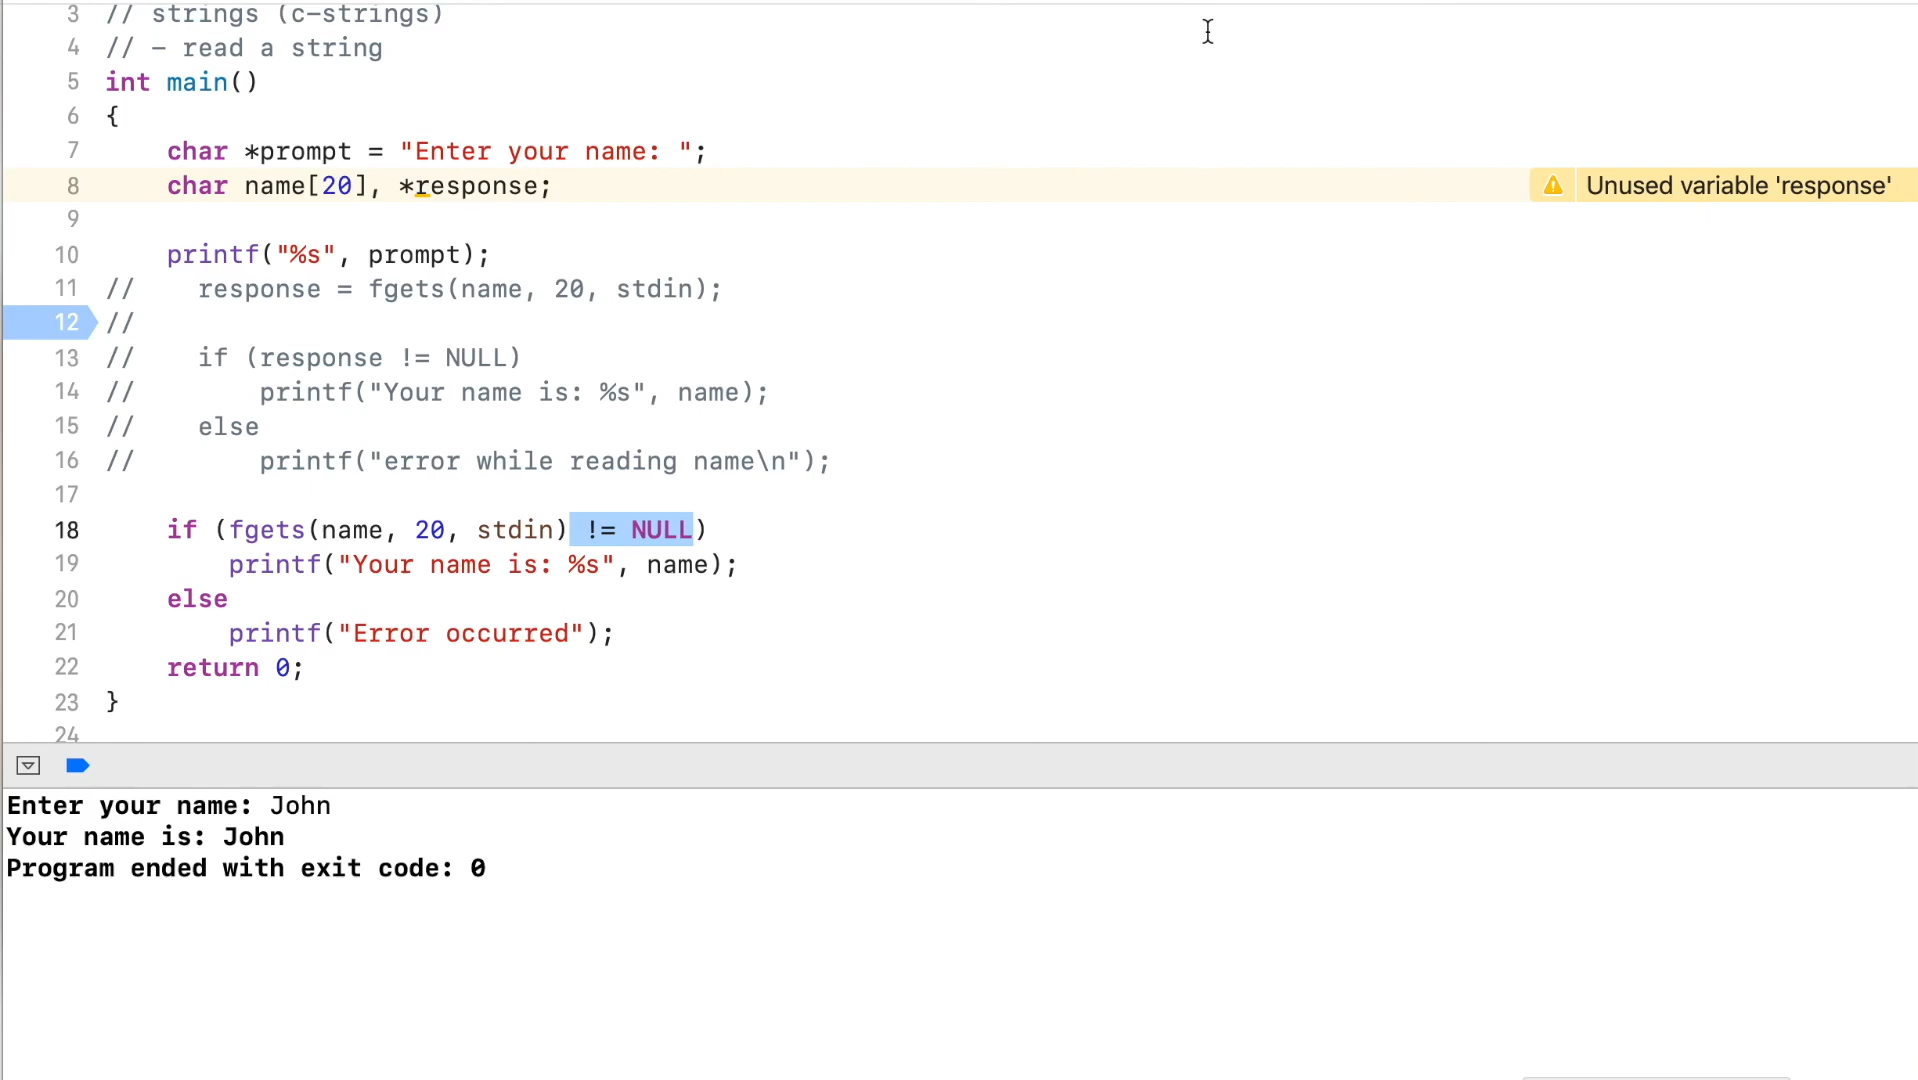 3 // strings (c-strings)
4 // - read a string
5 int main()
6 {
7 char *prompt = "Enter your name: ";
8 char name[20], *response; Unused variable 'response'
9
10 printf("%s", prompt);
11 // response = fgets(name, 20, stdin);
12 //
13 // if (response != NULL)
14 // printf("Your name is: %s", name);
15 // else
16 // printf("error while reading name\n");
17
18 if (fgets(name, 20, stdin) != NULL)
19 printf("Your name is: %s", name);
20 else
21 printf("Error occurred");
22 return 0;
23 }
24
Enter your name: John
Your name is: John
Program ended with exit code: 0